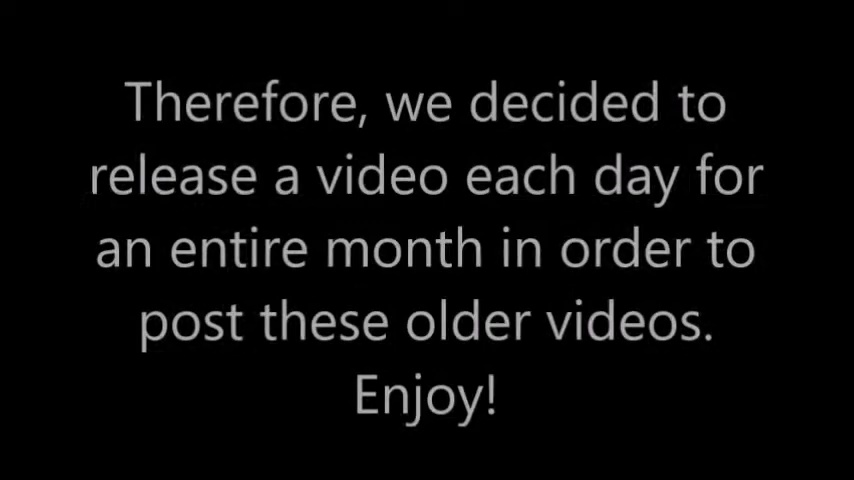 Therefore, we decided to
release a video each day for
an entire month in order to
post these older videos.
Enjoy!